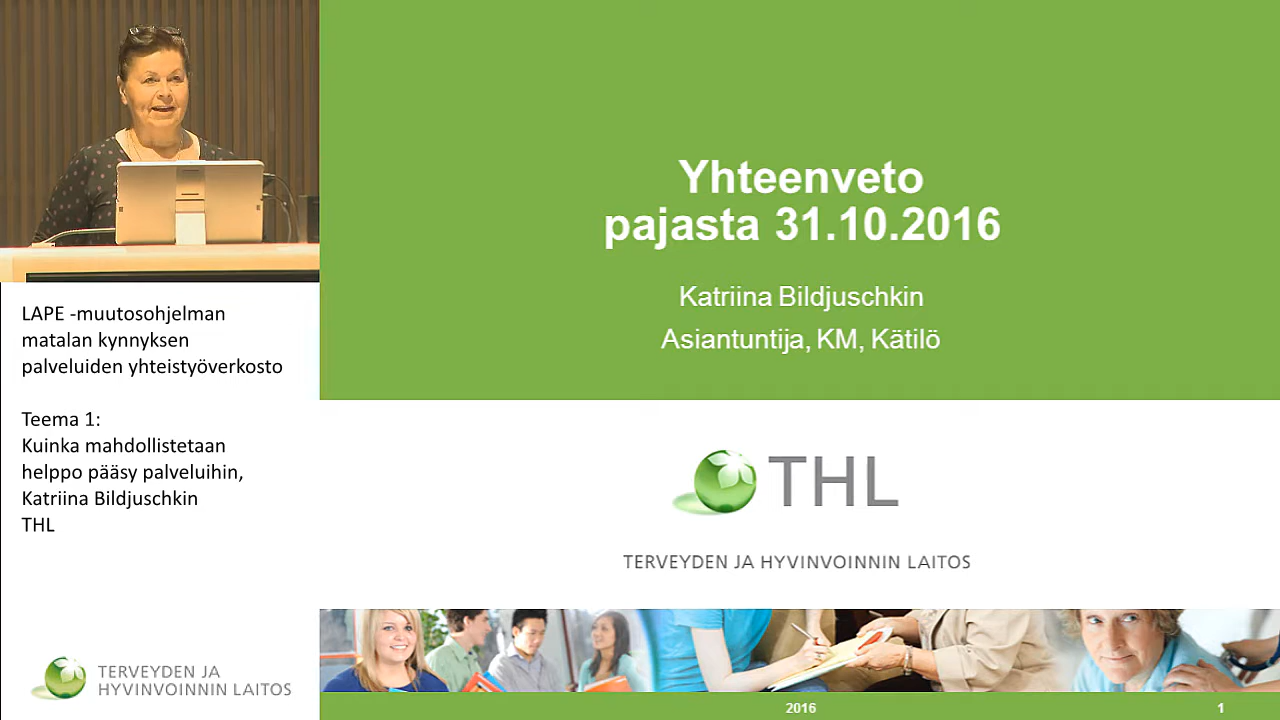 LAPE -muutosohjelman
matalan kynnyksen
palveluiden yhteistyöverkosto
Teema 1:
Kuinka mahdollistetaan
helppo pääsy palveluihin,
Katriina Bildjuschkin
THL
TERVEYDEN JA
HYVINVOINNIN LAITOS
Yhteenveto
pajasta 31.10.2016
Katriina Bildjuschkin
Asiantuntija, KM, Kätilö
THL
TERVEYDEN JA HYVINVOINNIN LAITOS
2016
1